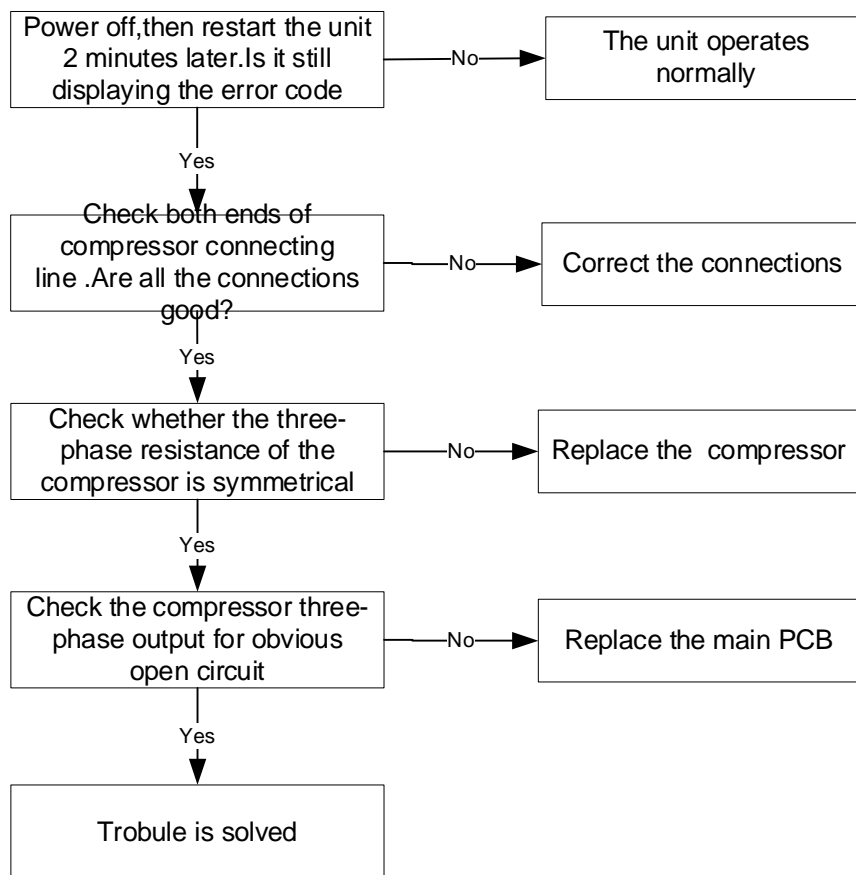 Power off,then restart the unit
2 minutes later.Is it still
displaying the error code
No
The unit operates
normally
Yes
Check both ends of
compressor connecting
line .Are all the connections
good?
No
Correct the connections
Yes
Check whether the three-
phase resistance of the
compressor is symmetrical
No
Replace the  compressor
Yes
Check the compressor three-
phase output for obvious
open circuit
No
Replace the main PCB
Yes
Trobule is solved